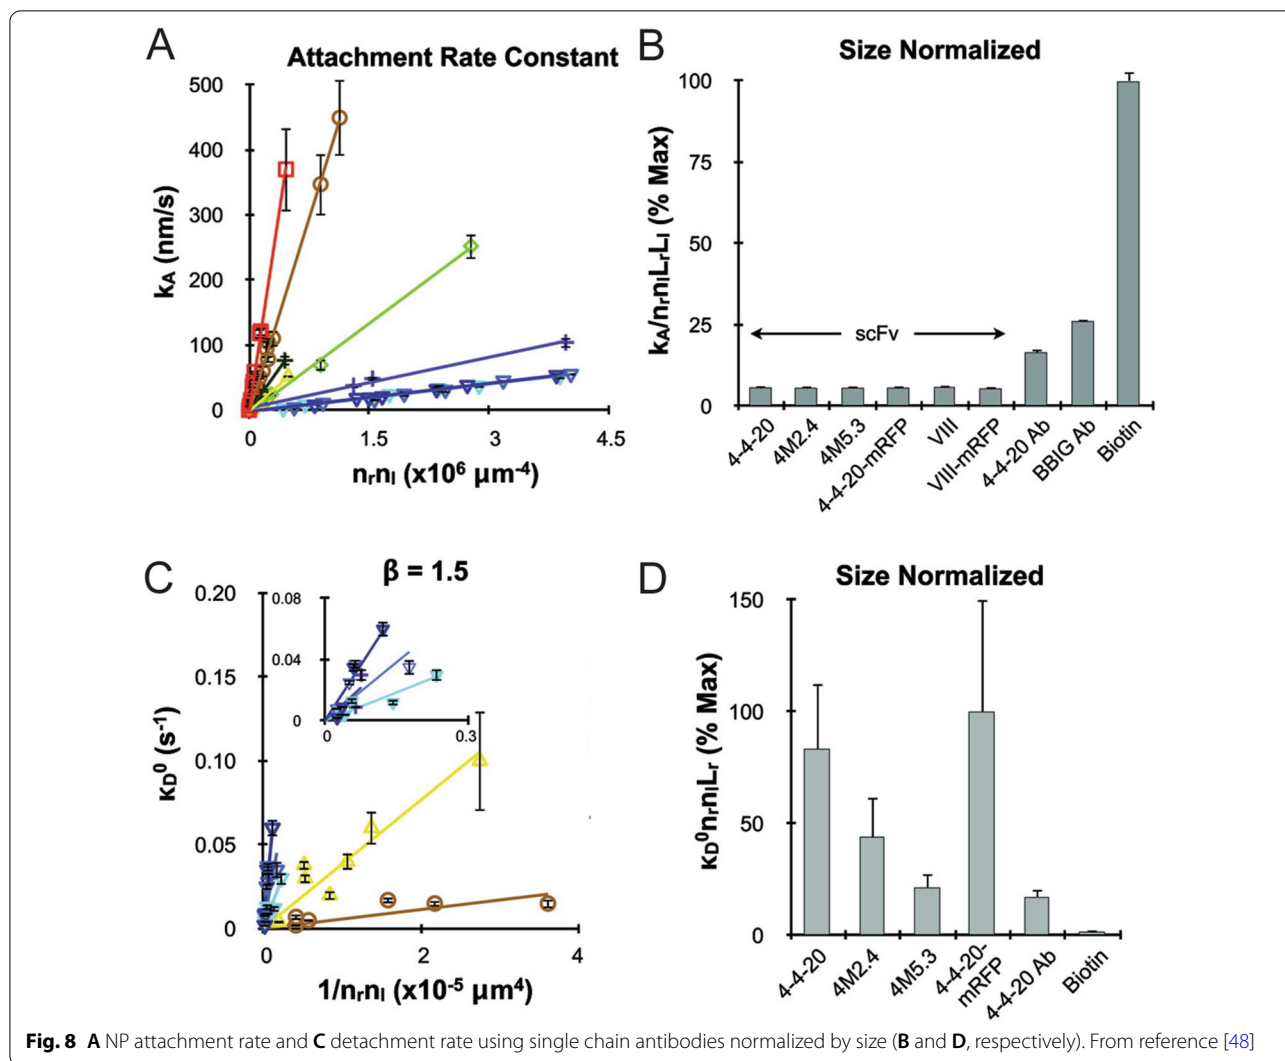 A
Attachment Rate Constant
500
400
300
200
100
0
kA (nm/s)
0 1.5 3 4.5
nrnl (x10⁶ µm⁻⁴)
B
Size Normalized
100
75
50
25
0
kA/nrnlLrLl (% Max)
scFv
4-4-20
4M2.4
4M5.3
4-4-20-mRFP
VIII
VIII-mRFP
4-4-20 Ab
BBIG Ab
Biotin
C
β = 1.5
0.20
0.15
0.10
0.05
0
κD⁰ (s⁻¹)
0.08
0.04
0
0 0.3
0 2 4
1/nrnl (x10⁻⁵ µm⁴)
D
Size Normalized
150
100
50
0
κD⁰nrnlLr (% Max)
4-4-20
4M2.4
4M5.3
4-4-20-
mRFP
4-4-20 Ab
Biotin
Fig. 8 A NP attachment rate and C detachment rate using single chain antibodies normalized by size (B and D, respectively). From reference [48]